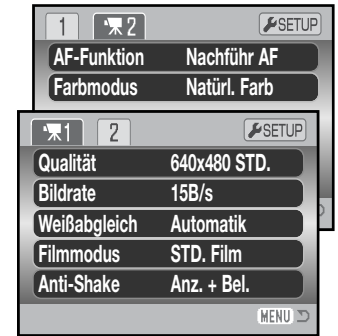 1 2 SETUP
AF-Funktion Nachführ AF
Farbmodus Natürl. Farb
1 2 SETUP
Qualität 640x480 STD.
Bildrate 15B/s
Weißabgleich Automatik
Filmmodus STD. Film
Anti-Shake Anz. + Bel.
MENU